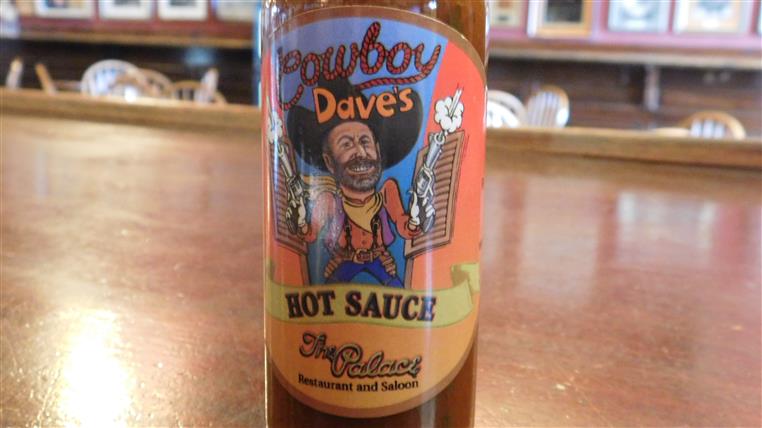 Cowboy
Dave's
HOT SAUCE
The Palace
Restaurant and Saloon